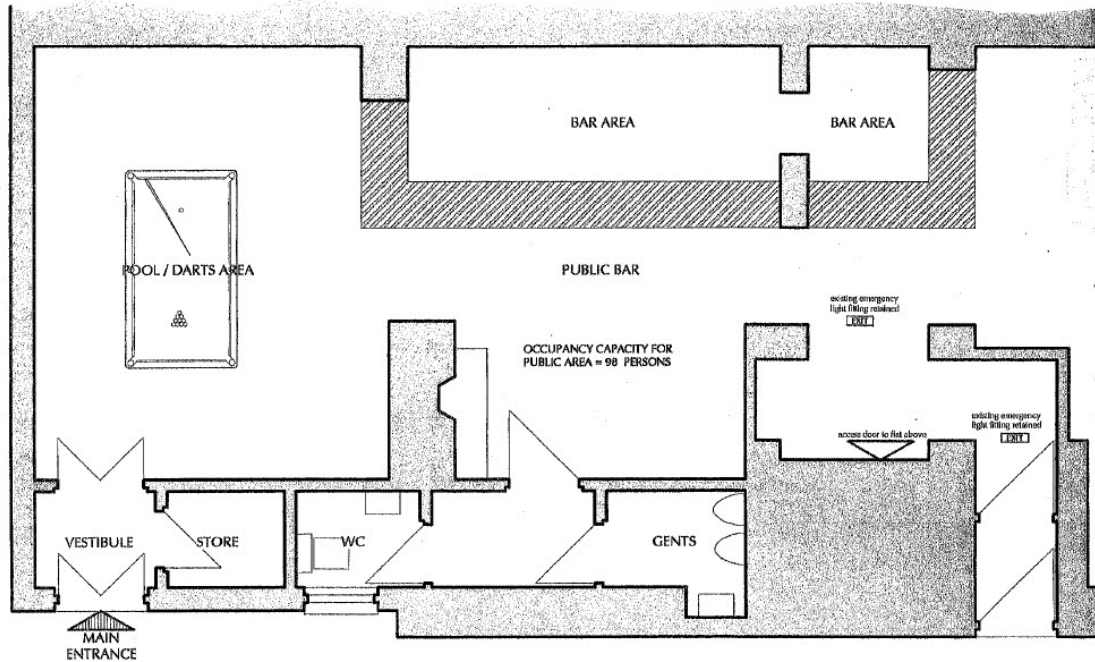 BAR AREA
BAR AREA
POOL / DARTS AREA
PUBLIC BAR
existing emergency
light fitting retained
EXIT
OCCUPANCY CAPACITY FOR
PUBLIC AREA = 98 PERSONS
existing emergency
light fitting retained
EXIT
access door to flat above
VESTIBULE
STORE
WC
GENTS
MAIN
ENTRANCE